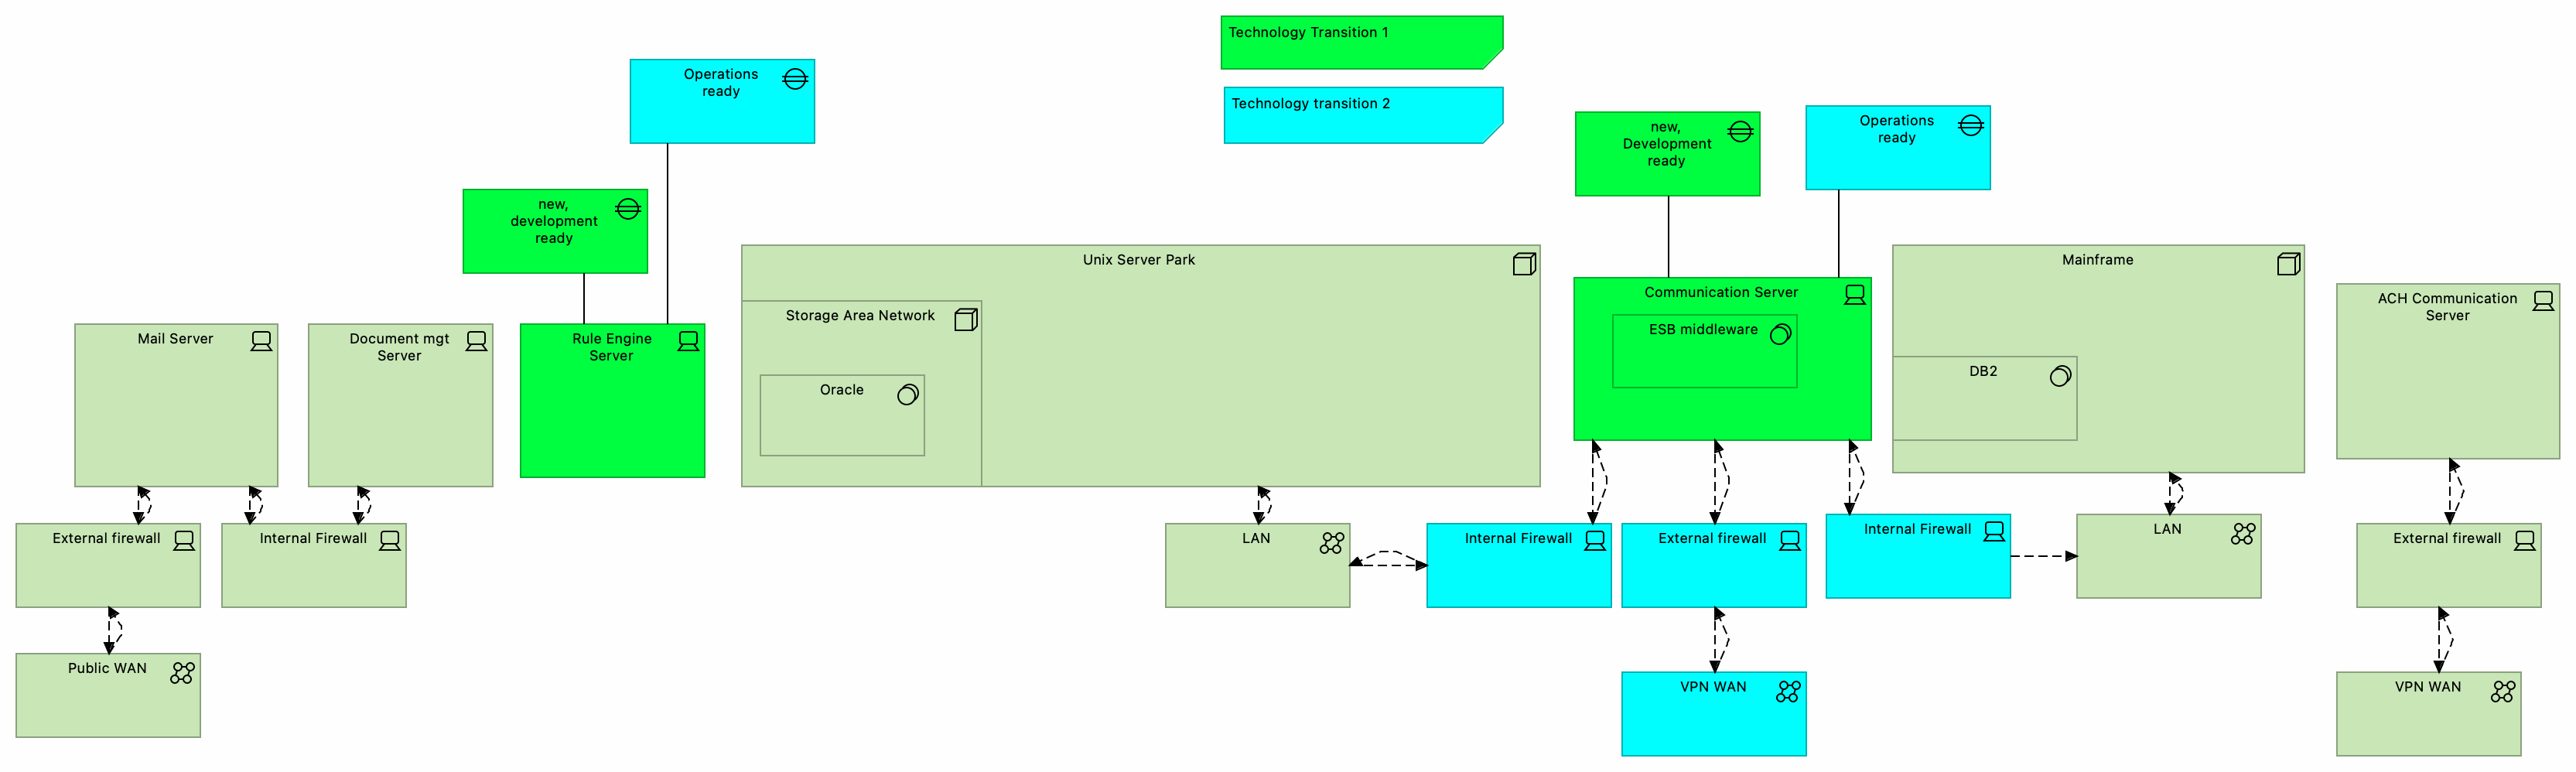 Technology Transition 1
Operations
ready
Technology transition 2
new,
Development
ready
Operations
ready
new,
development
ready
Unix Server Park
Mainframe
Communication Server
ACH Communication
Server
Storage Area Network
ESB middleware
Mail Server
Document mgt
Server
Rule Engine
Server
DB2
Oracle
External firewall
Internal Firewall
LAN
Internal Firewall
External firewall
Internal Firewall
LAN
External firewall
Public WAN
VPN WAN
VPN WAN